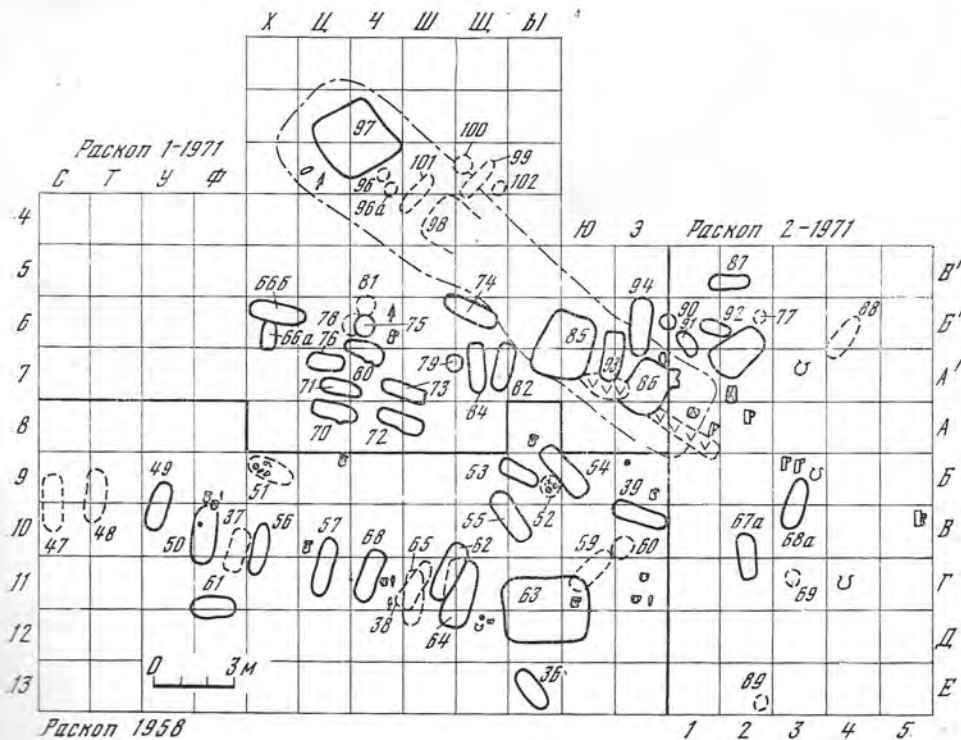 Х Ц Ч Ш Щ Ы
97 100 99
Раскоп 1-1971 101
С Т У Ф 96 102
96а
4 98 Ю Э Раскоп 2-1971
5 87 В'
66Б 81 74 94
6 78 75 85 90 92 77 88 Б'
66а 91
76 79
7 71 80 73 84 82 93 86 А'
8 70 72 А
53 54
9 49 51 39 Б
52
10 47 48 50 37 56 57 68 65 62 55 59 60 67а 68а В
11 61 63 69 Г
38 64
12 Д
0 3 м
13 36 89 Е
Раскоп 1958 1 2 3 4 5